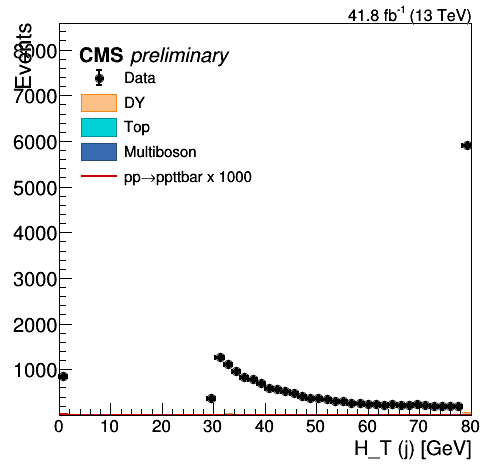 41.8 fb⁻¹ (13 TeV)
Events
CMS preliminary
Data
DY
Top
Multiboson
pp→ppttbar x 1000
8000
7000
6000
5000
4000
3000
2000
1000
0 10 20 30 40 50 60 70 80
H_T (j) [GeV]